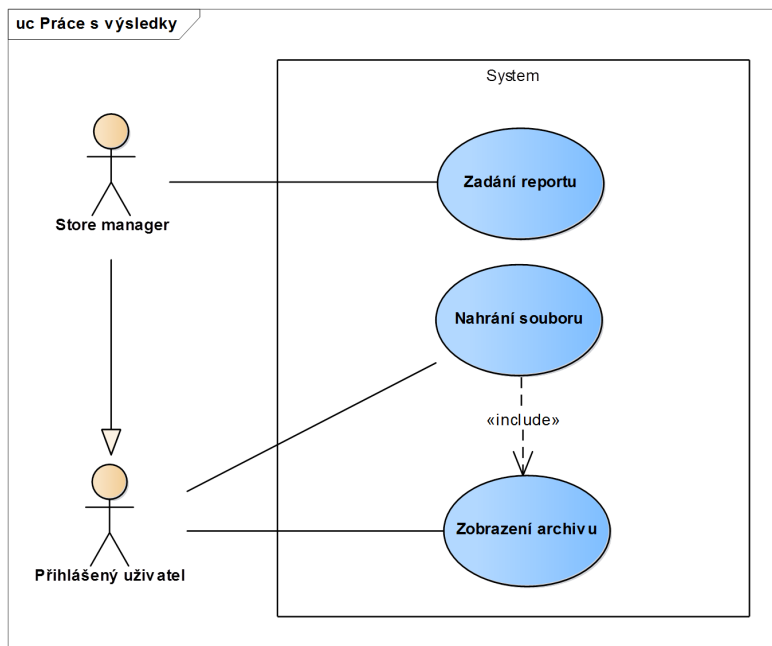 uc Práce s výsledky
System
Zadání reportu
Store manager
Nahrání souboru
«include»
Zobrazení archivu
Přihlášený uživatel